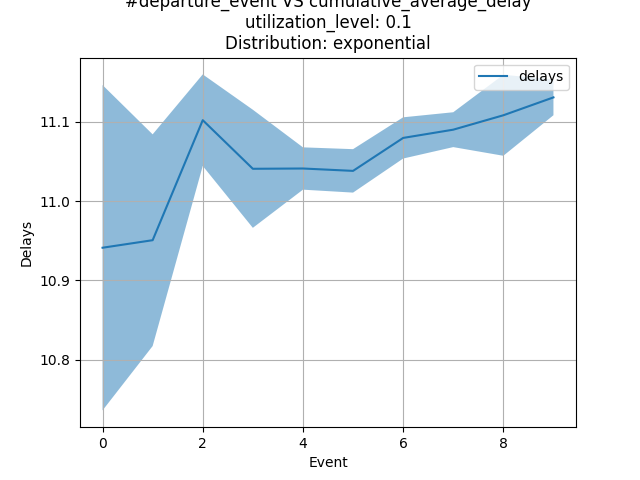 #departure_event VS cumulative_average_delay
utilization_level: 0.1
Distribution: exponential
delays
11.1
11.0
10.9
10.8
Delays
0 2 4 6 8
Event